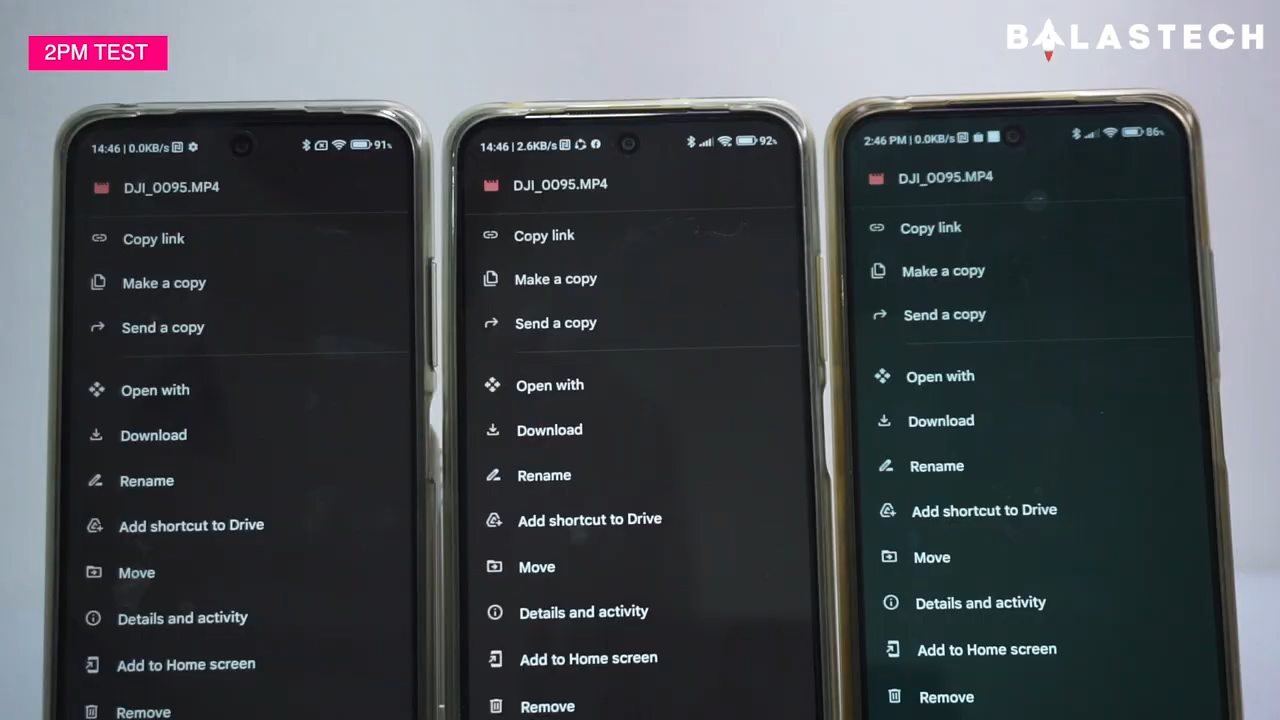 2PM TEST
BALASTECH
14:46 | 0.0KB/s
91%
DJI_0095.MP4
Copy link
Make a copy
Send a copy
Open with
Download
Rename
Add shortcut to Drive
Move
Details and activity
Add to Home screen
Remove
14:46 | 2.6KB/s
92%
DJI_0095.MP4
Copy link
Make a copy
Send a copy
Open with
Download
Rename
Add shortcut to Drive
Move
Details and activity
Add to Home screen
Remove
2:46 PM | 0.0KB/s
86%
DJI_0095.MP4
Copy link
Make a copy
Send a copy
Open with
Download
Rename
Add shortcut to Drive
Move
Details and activity
Add to Home screen
Remove